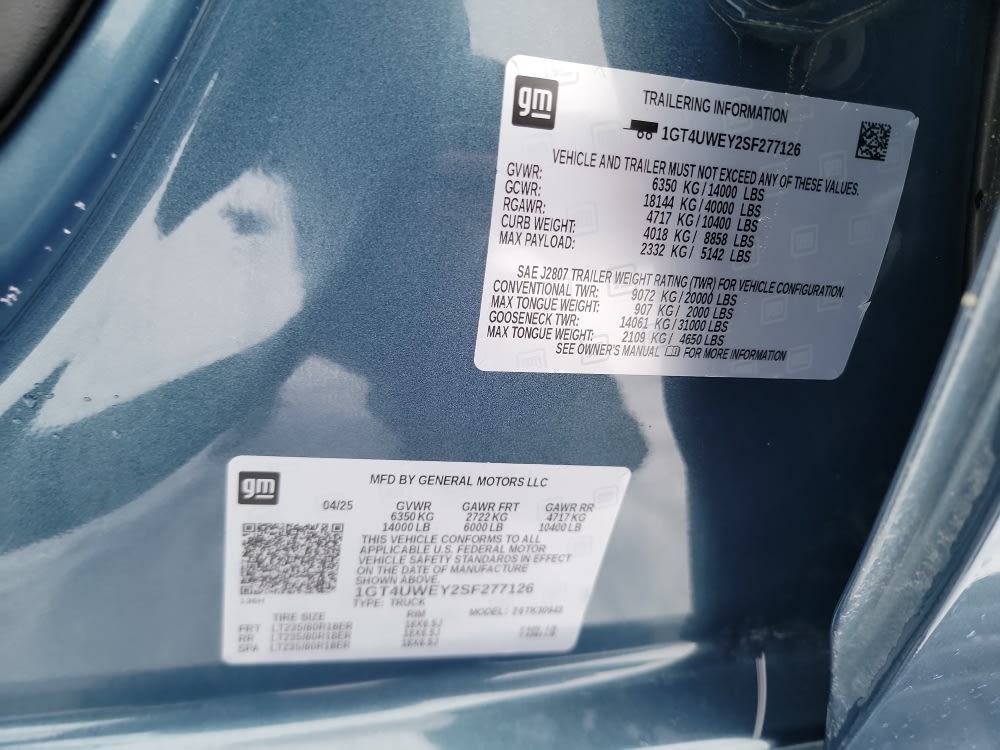 gm
TRAILERING INFORMATION
1GT4UWEY2SF277126
VEHICLE AND TRAILER MUST NOT EXCEED ANY OF THESE VALUES.
GVWR: 6350 KG / 14000 LBS
GCWR: 18144 KG / 40000 LBS
RGAWR: 4717 KG / 10400 LBS
CURB WEIGHT: 4018 KG / 8858 LBS
MAX PAYLOAD: 2332 KG / 5142 LBS
SAE J2807 TRAILER WEIGHT RATING (TWR) FOR VEHICLE CONFIGURATION.
CONVENTIONAL TWR: 9072 KG / 20000 LBS
MAX TONGUE WEIGHT: 907 KG / 2000 LBS
GOOSENECK TWR: 14061 KG / 31000 LBS
MAX TONGUE WEIGHT: 2109 KG / 4650 LBS
SEE OWNER'S MANUAL FOR MORE INFORMATION
gm
MFD BY GENERAL MOTORS LLC
04/25 GVWR GAWR FRT GAWR RR
6350 KG 2722 KG 4717 KG
14000 LB 6000 LB 10400 LB
THIS VEHICLE CONFORMS TO ALL
APPLICABLE U.S. FEDERAL MOTOR
VEHICLE SAFETY STANDARDS IN EFFECT
ON THE DATE OF MANUFACTURE
SHOWN ABOVE.
1GT4UWEY2SF277126
TYPE: TRUCK MODEL:
TIRE SIZE RIM
FRT LT235/80R18ER
RR LT235/80R18ER
SPA LT235/80R18ER